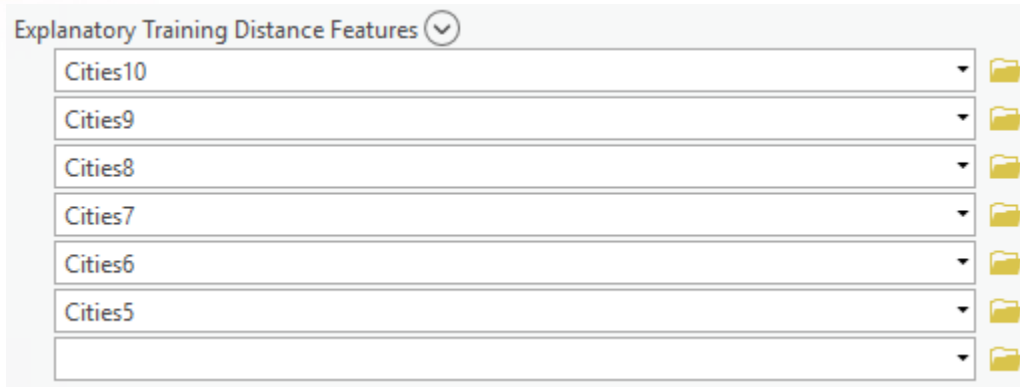 Explanatory Training Distance Features
Cities10
Cities9
Cities8
Cities7
Cities6
Cities5